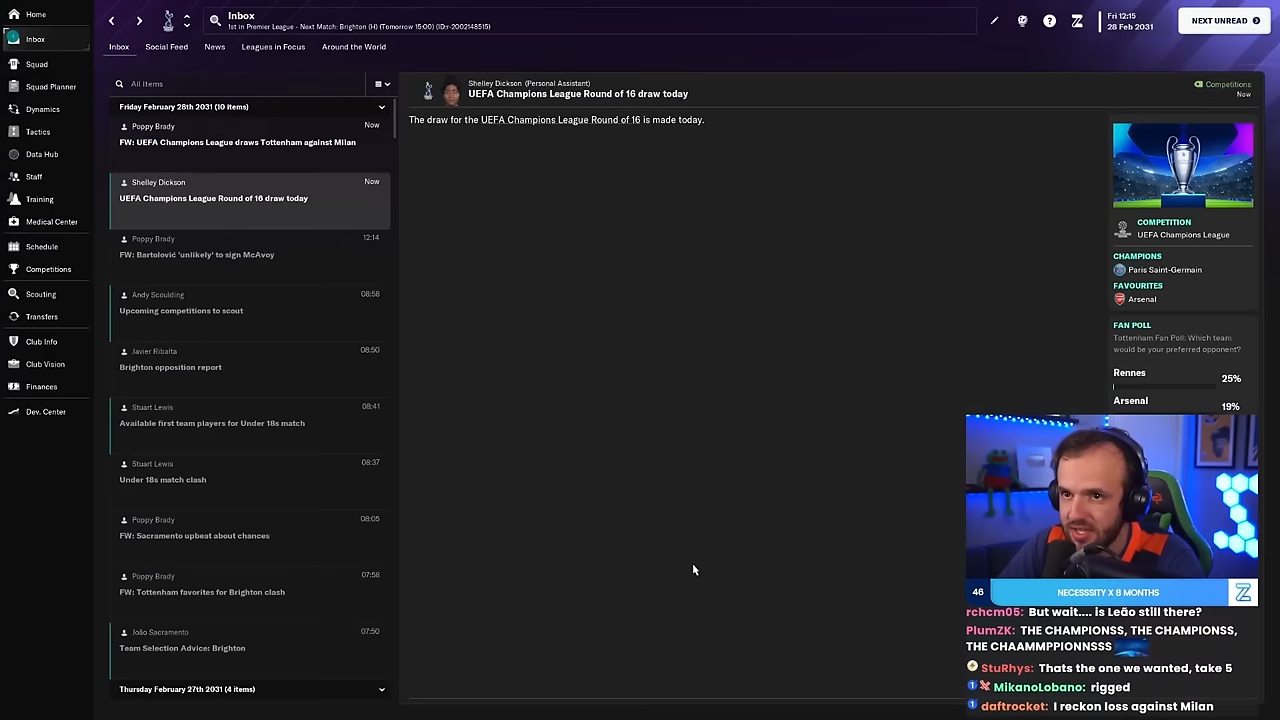 Home
Inbox
Squad
Squad Planner
Dynamics
Tactics
Data Hub
Staff
Training
Medical Center
Schedule
Competitions
Scouting
Transfers
Club Info
Club Vision
Finances
Dev. Center
Inbox
1st in Premier League - Next Match: Brighton (H) (Tomorrow 15:00) (ID:r-2002148515)
Fri 12:15
28 Feb 2031
NEXT UNREAD
Inbox
Social Feed
News
Leagues in Focus
Around the World
All Items
Friday February 28th 2031 (10 items)
Poppy Brady
Now
FW: UEFA Champions League draws Tottenham against Milan
Shelley Dickson
Now
UEFA Champions League Round of 16 draw today
Poppy Brady
12:14
FW: Bartolović 'unlikely' to sign McAvoy
Andy Scoulding
08:58
Upcoming competitions to scout
Javier Ribalta
08:50
Brighton opposition report
Stuart Lewis
08:41
Available first team players for Under 18s match
Stuart Lewis
08:37
Under 18s match clash
Poppy Brady
08:05
FW: Sacramento upbeat about chances
Poppy Brady
07:58
FW: Tottenham favorites for Brighton clash
João Sacramento
07:50
Team Selection Advice: Brighton
Thursday February 27th 2031 (4 items)
Shelley Dickson (Personal Assistant)
UEFA Champions League Round of 16 draw today
Competitions
Now
The draw for the UEFA Champions League Round of 16 is made today.
COMPETITION
UEFA Champions League
CHAMPIONS
Paris Saint-Germain
FAVOURITES
Arsenal
FAN POLL
Tottenham Fan Poll: Which team
would be your preferred opponent?
Rennes
25%
Arsenal
19%
46
NECESSSITY X 8 MONTHS
rchcm05: But wait.... is Leão still there?
PlumZK: THE CHAMPIONSS, THE CHAMPIONSS,
THE CHAAMMPPIONNSSS
StuRhys: Thats the one we wanted, take 5
MikanoLobano: rigged
daftrocket: I reckon loss against Milan